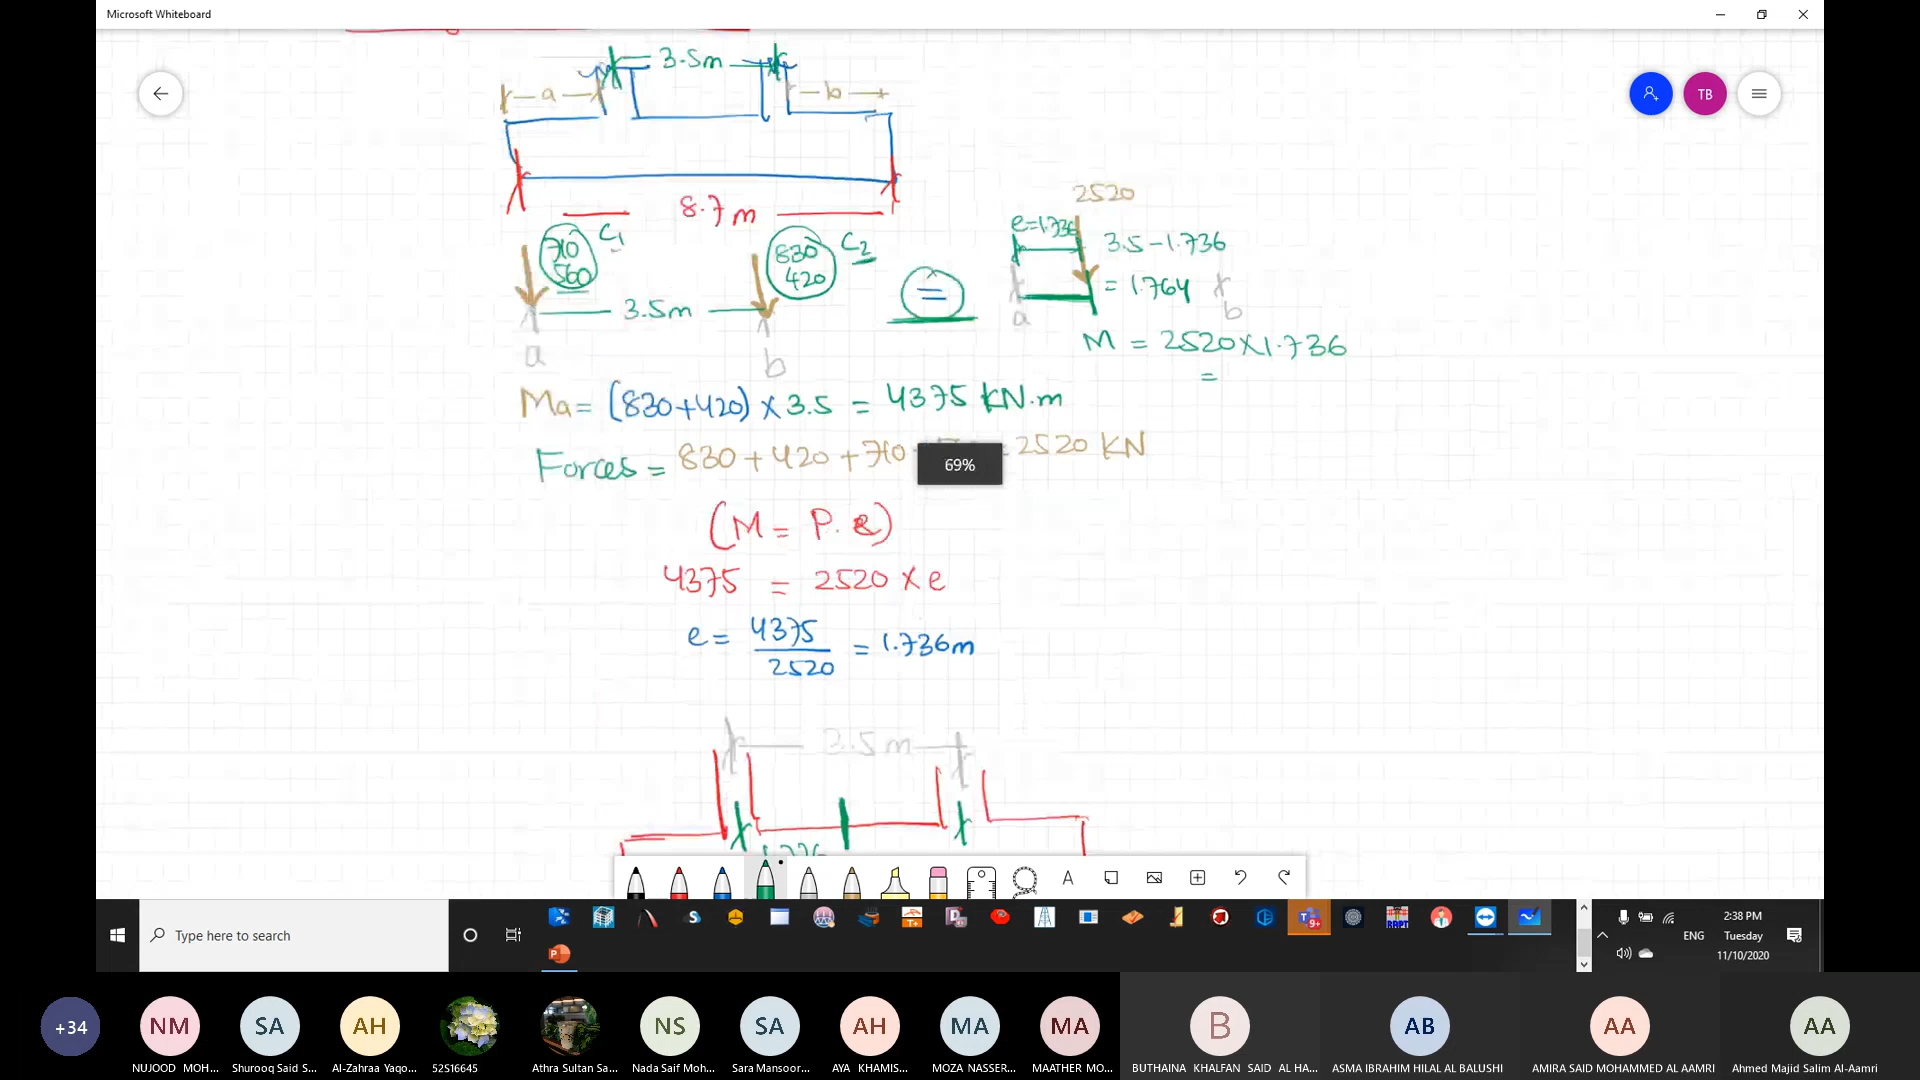 Microsoft Whiteboard
3.5m
a
b
8.7m
TB
710
560
C1
830
420
C2
3.5m
a
b
=
2520
e=1.736
3.5-1.736
= 1.764
a
b
M = 2520×1.736
=
Ma= (830+420) × 3.5 = 4375 KN.m
Forces = 830+420+710 2520 KN
69%
(M = P.e)
4375 = 2520 × e
e = 4375
2520
= 1.736m
3.5m
A
Type here to search
9+
ENG
2:38 PM
Tuesday
11/10/2020
+34
NM
SA
AH
NS
SA
AH
MA
MA
B
AB
AA
AA
NUJOOD MOH...
Shurooq Said S...
Al-Zahraa Yaqo...
52S16645
Athra Sultan Sa...
Nada Saif Moh...
Sara Mansoor...
AYA KHAMIS...
MOZA NASSER...
MAATHER MO...
BUTHAINA KHALFAN SAID AL HA...
ASMA IBRAHIM HILAL AL BALUSHI
AMIRA SAID MOHAMMED AL AAMRI
Ahmed Majid Salim Al-Aamri